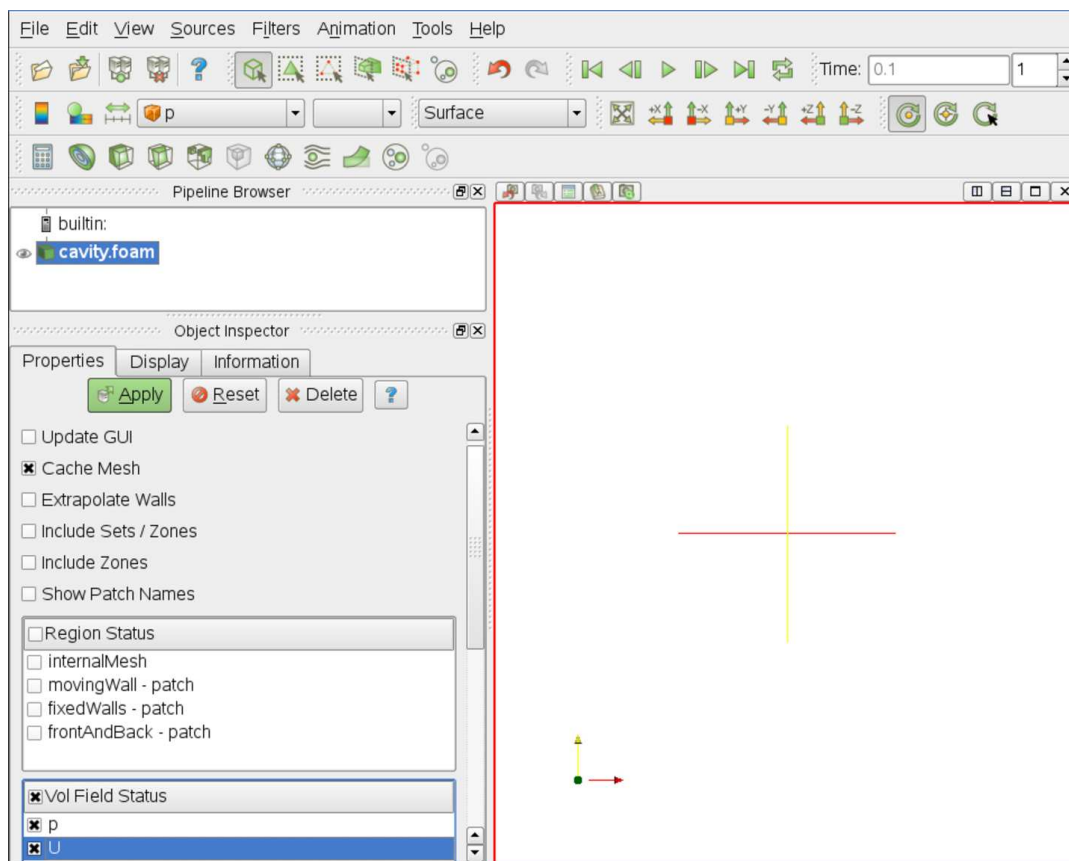 File Edit View Sources Filters Animation Tools Help
? Time: 0.1 1
p Surface +X -X +Y -Y +Z -Z
Pipeline Browser
builtin:
cavity.foam
Object Inspector
Properties Display Information
Apply Reset Delete ?
Update GUI
Cache Mesh
Extrapolate Walls
Include Sets / Zones
Include Zones
Show Patch Names
Region Status
internalMesh
movingWall - patch
fixedWalls - patch
frontAndBack - patch
Vol Field Status
p
U